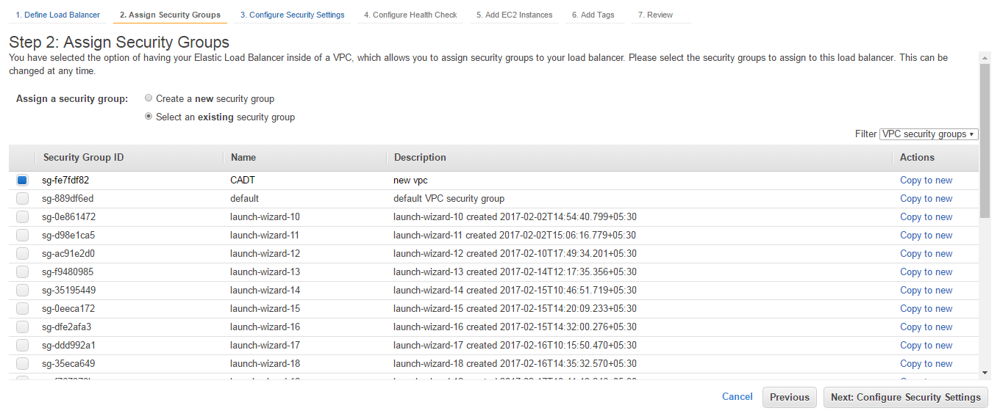 1. Define Load Balancer 2. Assign Security Groups 3. Configure Security Settings 4. Configure Health Check 5. Add EC2 Instances 6. Add Tags 7. Review
Step 2: Assign Security Groups
You have selected the option of having your Elastic Load Balancer inside of a VPC, which allows you to assign security groups to your load balancer. Please select the security groups to assign to this load balancer. This can be
changed at any time.
Assign a security group: Create a new security group
Select an existing security group
Filter VPC security groups
Security Group ID Name Description Actions
sg-fe7fdf82 CADT new vpc Copy to new
sg-889df6ed default default VPC security group Copy to new
sg-0e861472 launch-wizard-10 launch-wizard-10 created 2017-02-02T14:54:40.799+05:30 Copy to new
sg-d98e1ca5 launch-wizard-11 launch-wizard-11 created 2017-02-02T15:06:16.779+05:30 Copy to new
sg-ac91e2d0 launch-wizard-12 launch-wizard-12 created 2017-02-10T17:49:34.201+05:30 Copy to new
sg-f9480985 launch-wizard-13 launch-wizard-13 created 2017-02-14T12:17:35.356+05:30 Copy to new
sg-35195449 launch-wizard-14 launch-wizard-14 created 2017-02-15T10:46:51.719+05:30 Copy to new
sg-0eeca172 launch-wizard-15 launch-wizard-15 created 2017-02-15T14:20:09.233+05:30 Copy to new
sg-dfe2afa3 launch-wizard-16 launch-wizard-16 created 2017-02-15T14:32:00.276+05:30 Copy to new
sg-ddd992a1 launch-wizard-17 launch-wizard-17 created 2017-02-16T10:15:50.470+05:30 Copy to new
sg-35eca649 launch-wizard-18 launch-wizard-18 created 2017-02-16T14:35:32.570+05:30 Copy to new
Cancel Previous Next: Configure Security Settings